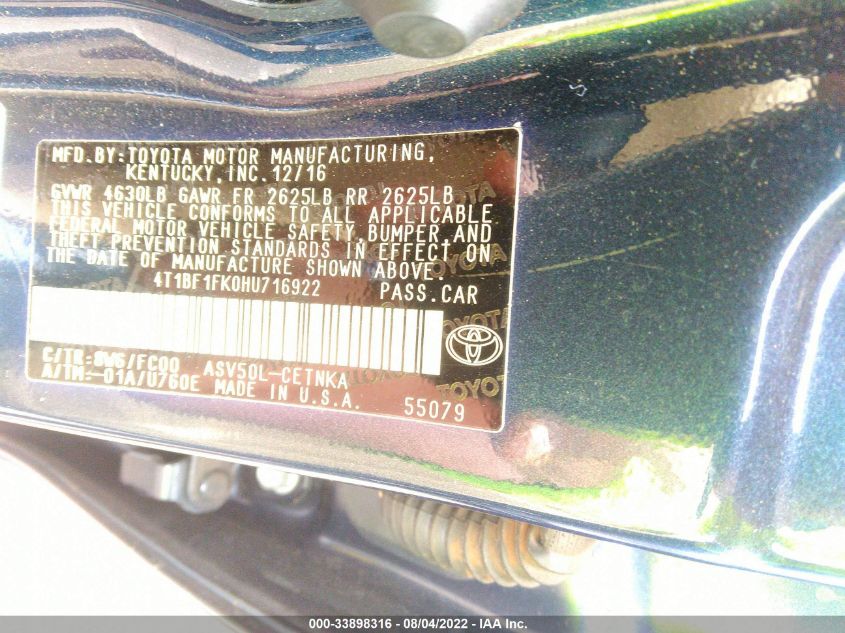 MFD.BY:TOYOTA MOTOR MANUFACTURING,
KENTUCKY,INC.12/16
GVWR 4630LB GAWR FR 2625LB RR 2625LB
THIS VEHICLE CONFORMS TO ALL APPLICABLE
FEDERAL MOTOR VEHICLE SAFETY,BUMPER,AND
THEFT PREVENTION STANDARDS IN EFFECT ON
THE DATE OF MANUFACTURE SHOWN ABOVE.
4T1BF1FK0HU716922 PASS.CAR
C/TR:8W6/FC00 ASV50L-CETNKA
A/TM:-01A/U760E MADE IN U.S.A. 55079
000-33898316 - 08/04/2022 - IAA Inc.